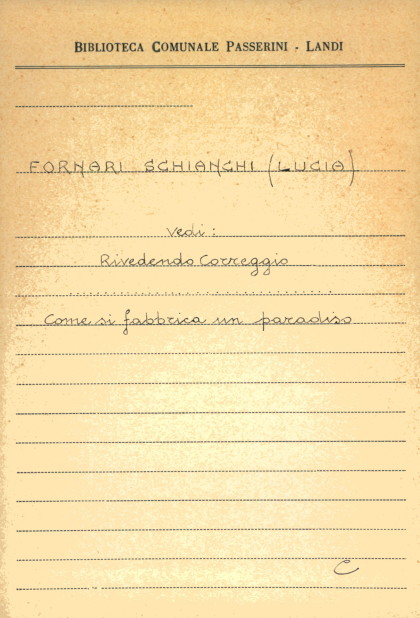 BIBLIOTECA COMUNALE PASSERINI - LANDI
FORNARI SCHIANCHI (LUCIA)
Vedi:
Rivedendo Correggio
Come si fabbrica un paradiso
C